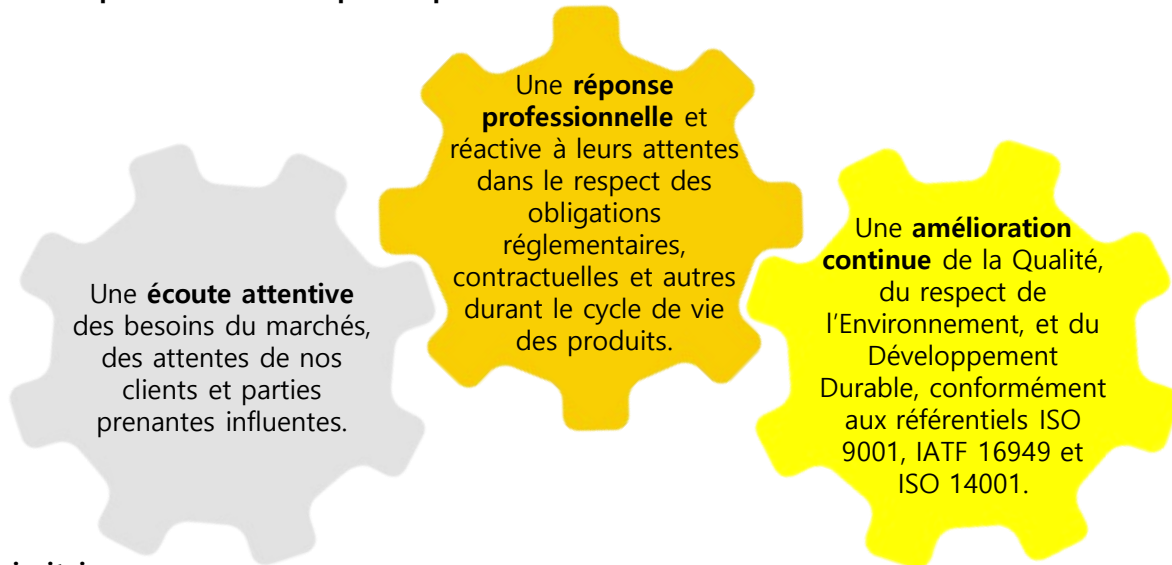 Une écoute attentive
des besoins du marchés,
des attentes de nos
clients et parties
prenantes influentes.
Une réponse
professionnelle et
réactive à leurs attentes
dans le respect des
obligations
réglementaires,
contractuelles et autres
durant le cycle de vie
des produits.
Une amélioration
continue de la Qualité,
du respect de
l’Environnement, et du
Développement
Durable, conformément
aux référentiels ISO
9001, IATF 16949 et
ISO 14001.